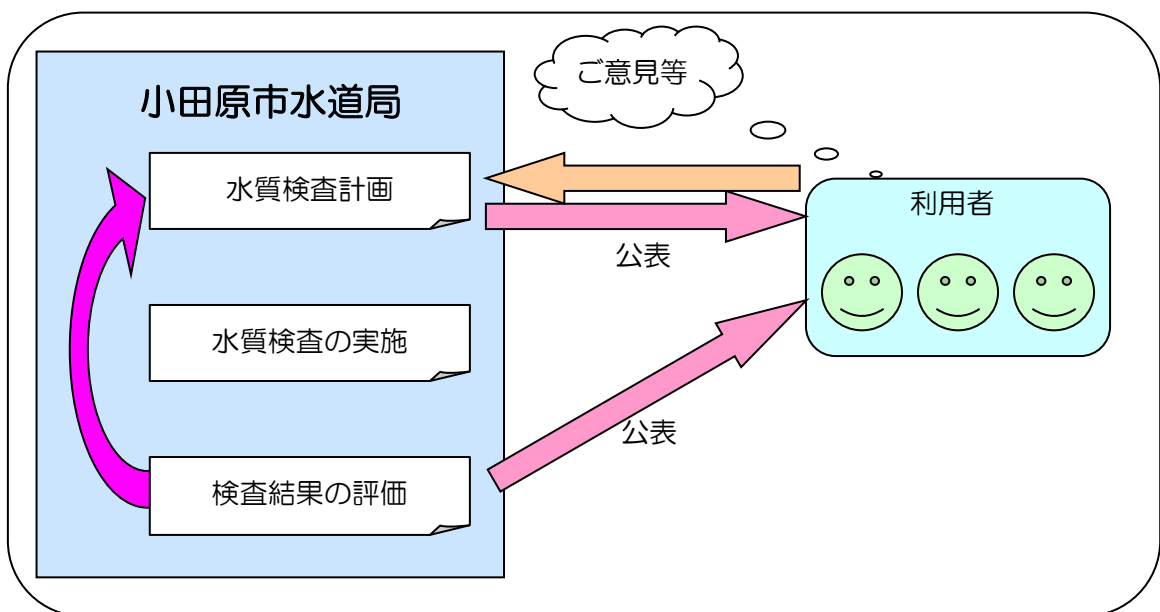 ご意見等
小田原市水道局
水質検査計画
利用者
公表
水質検査の実施
公表
検査結果の評価